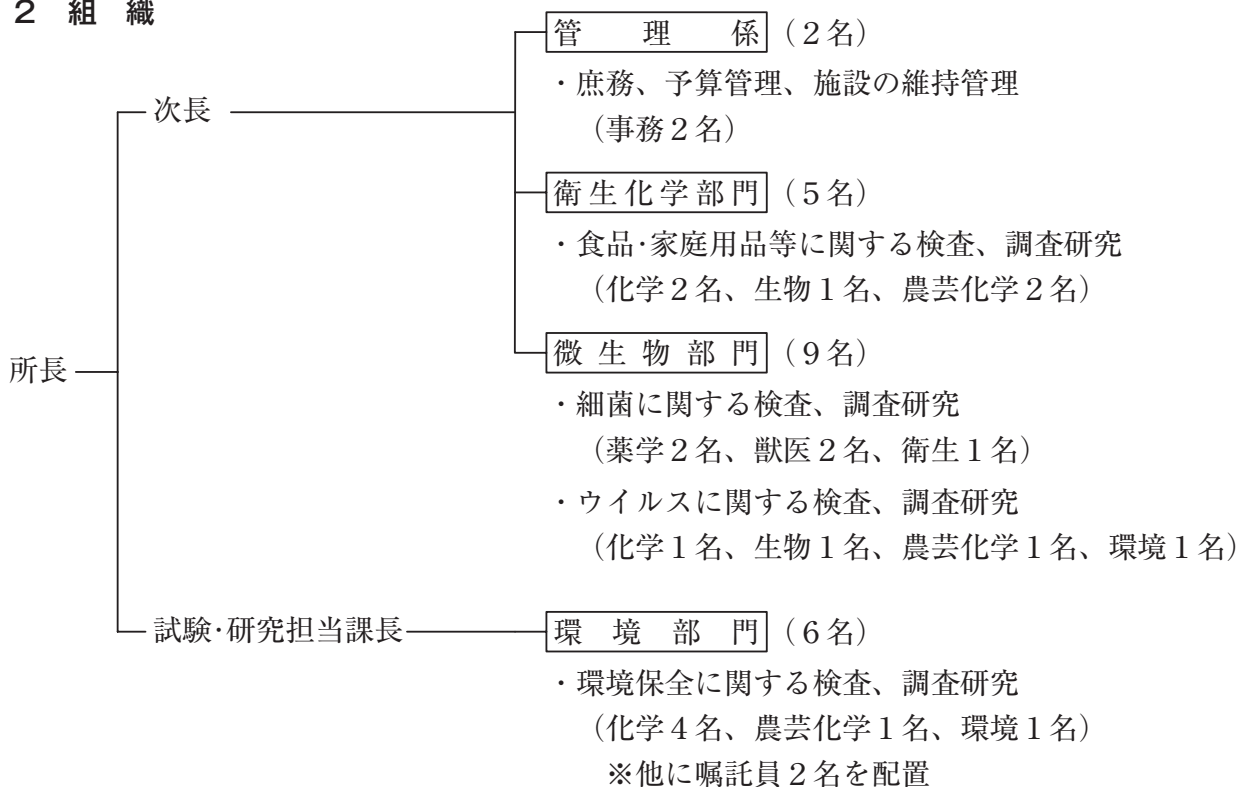 2 組 織
管 理 係 （2名）
・庶務、予算管理、施設の維持管理
（事務２名）
次長
衛生化学部門 （５名）
・食品･家庭用品等に関する検査、調査研究
（化学２名、生物１名、農芸化学２名）
微 生 物 部 門 （９名）
・細菌に関する検査、調査研究
（薬学２名、獣医２名、衛生１名）
・ウイルスに関する検査、調査研究
（化学１名、生物１名、農芸化学１名、環境１名）
所長
試験･研究担当課長
環 境 部 門 （６名）
・環境保全に関する検査、調査研究
（化学４名、農芸化学１名、環境１名）
※他に嘱託員２名を配置